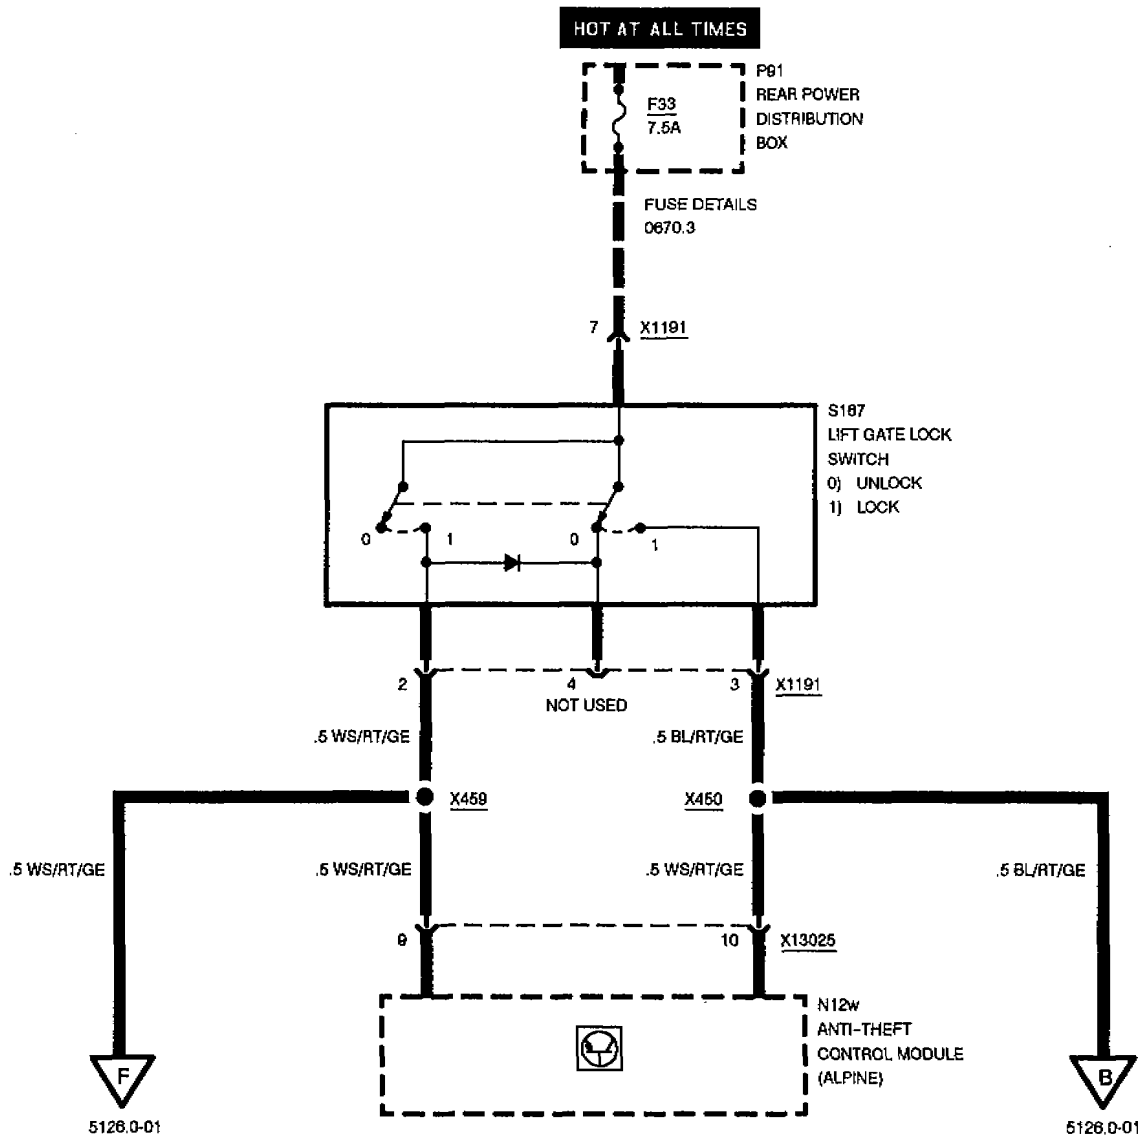 HOT AT ALL TIMES
P91
REAR POWER
DISTRIBUTION
BOX
F33
7.5A
FUSE DETAILS
0670.3
7
X1191
S187
LIFT GATE LOCK
SWITCH
0) UNLOCK
1) LOCK
0
1
0
1
2
4
3
X1191
NOT USED
.5 WS/RT/GE
.5 BL/RT/GE
X459
X450
.5 WS/RT/GE
.5 WS/RT/GE
.5 WS/RT/GE
.5 BL/RT/GE
9
10
X13025
N12w
ANTI-THEFT
CONTROL MODULE
(ALPINE)
F
5126.0-01
B
5126.0-01